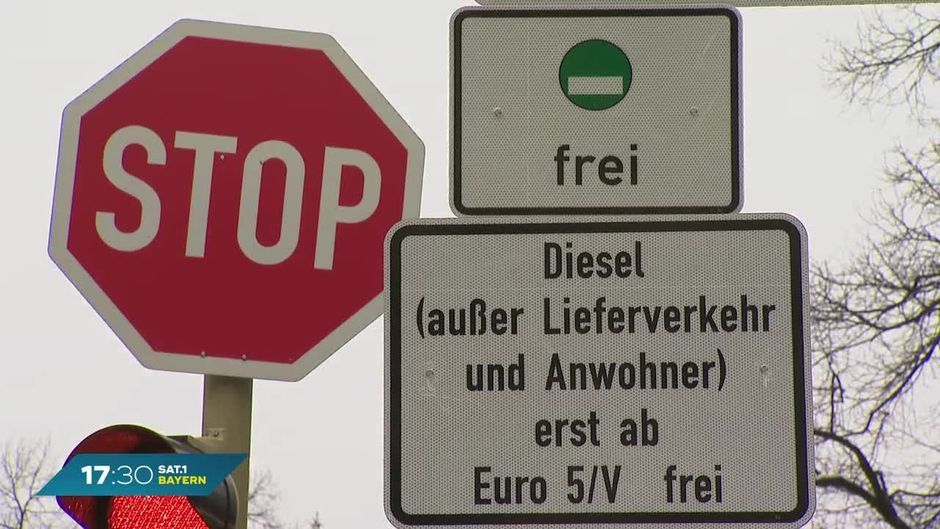 STOP
frei
Diesel
(außer Lieferverkehr
und Anwohner)
erst ab
Euro 5/V frei
17:30 SAT.1
BAYERN